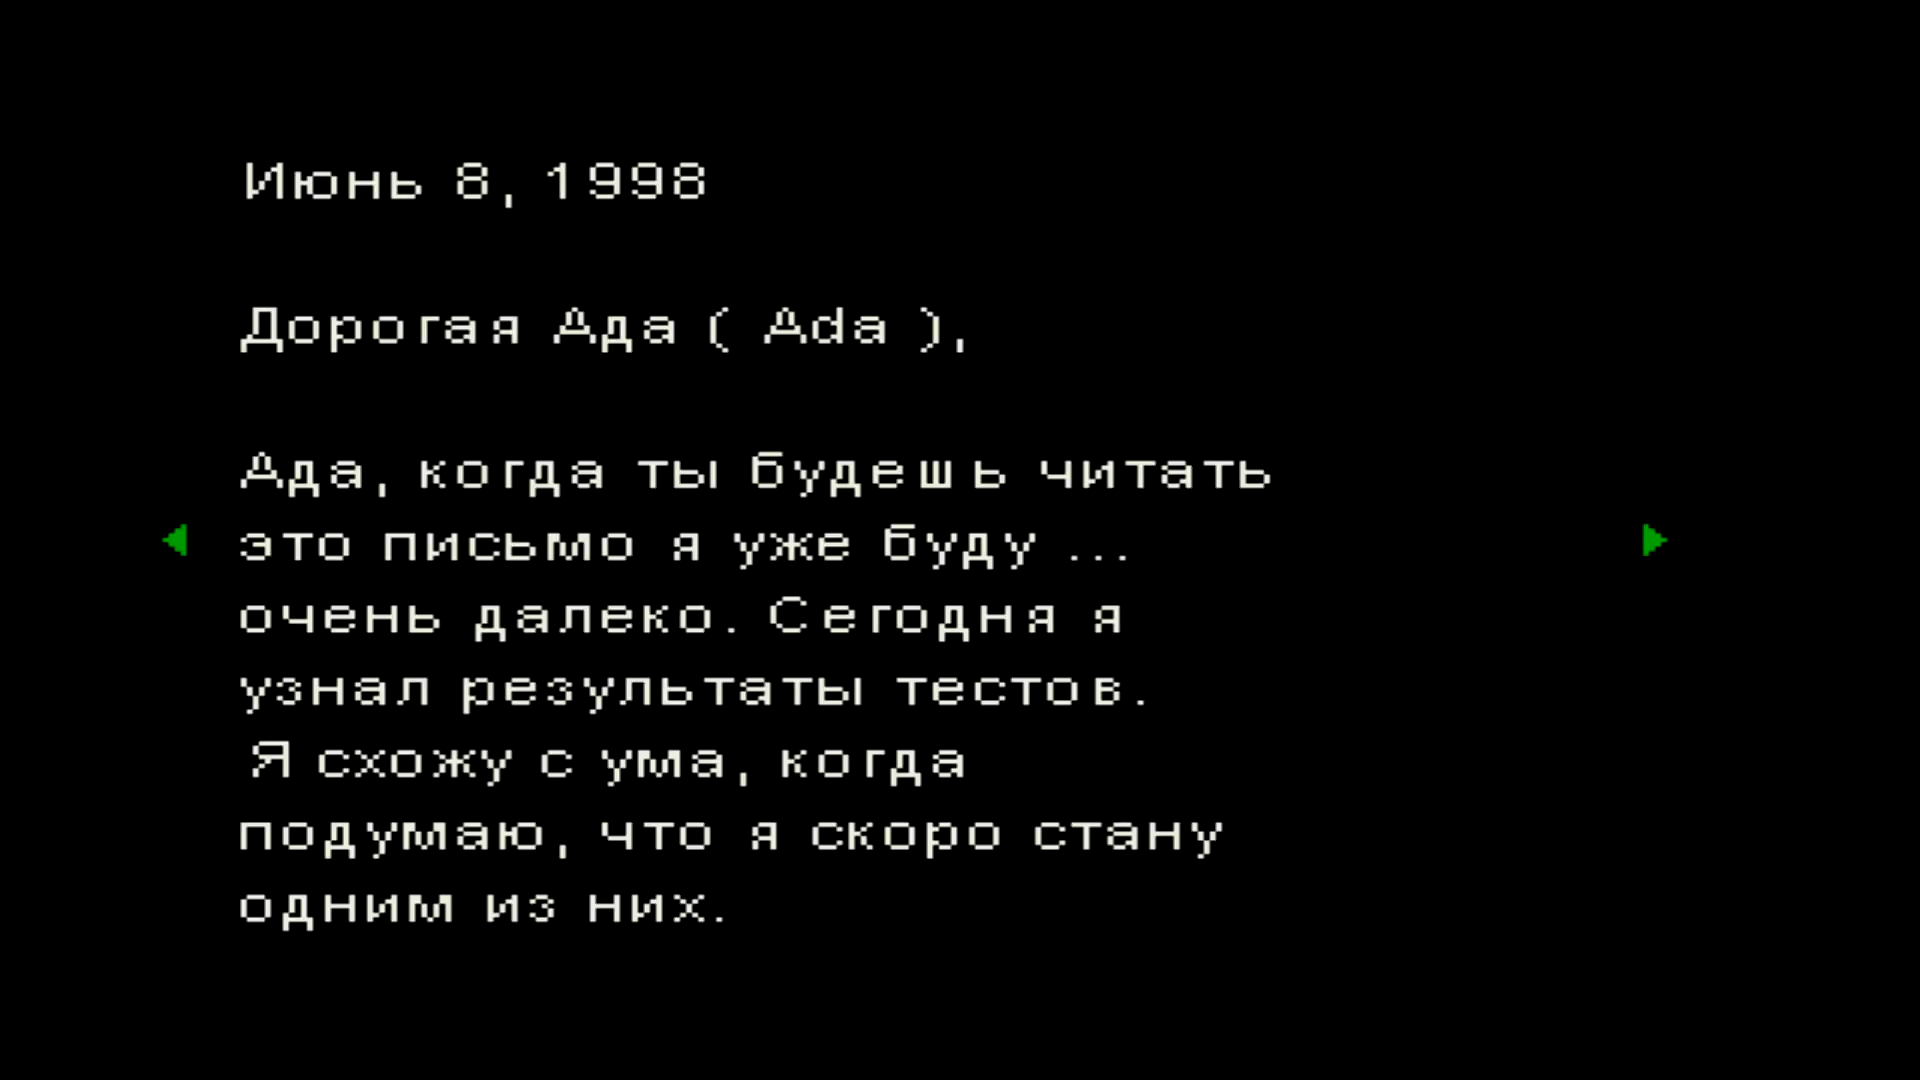 Июнь 8, 1998
Дорогая Ада ( Ada ),
Ада, когда ты будешь читать
это письмо я уже буду ...
очень далеко. Сегодня я
узнал результаты тестов.
Я схожу с ума, когда
подумаю, что я скоро стану
одним из них.